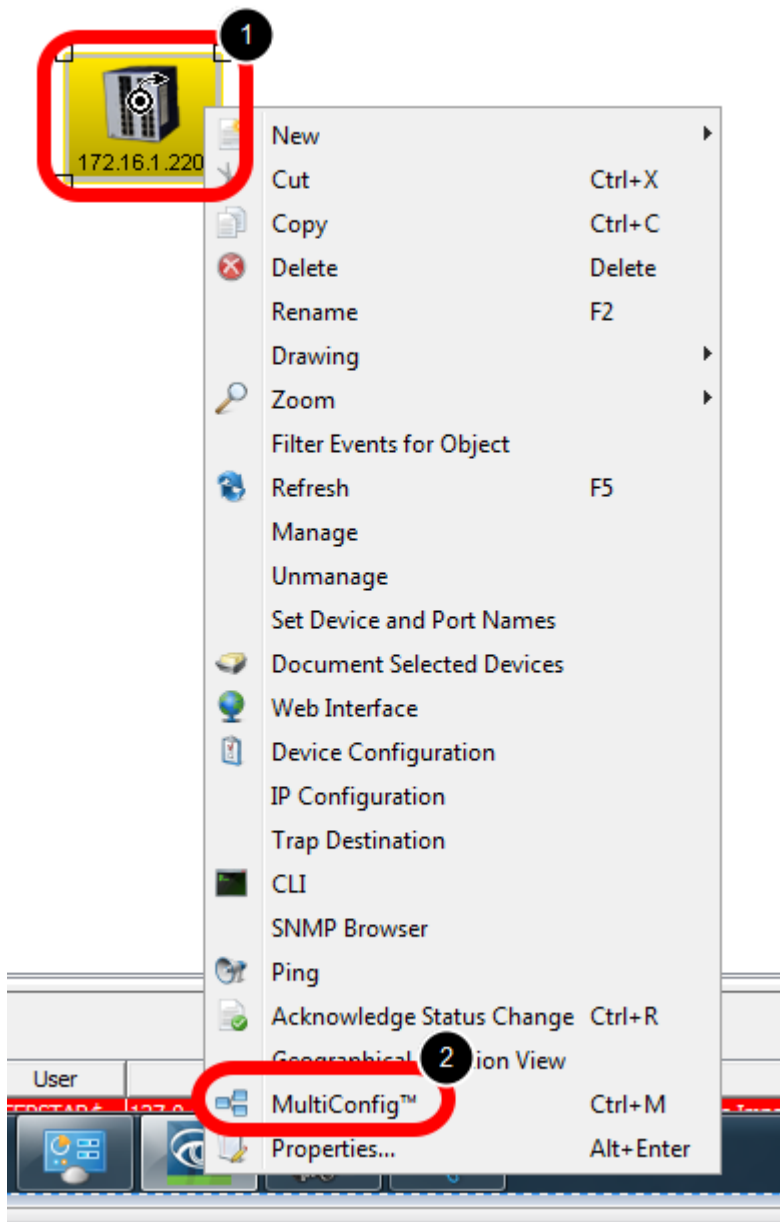 1
172.16.1.220
New
Cut Ctrl+X
Copy Ctrl+C
Delete Delete
Rename F2
Drawing
Zoom
Filter Events for Object
Refresh F5
Manage
Unmanage
Set Device and Port Names
Document Selected Devices
Web Interface
Device Configuration
IP Configuration
Trap Destination
CLI
SNMP Browser
Ping
Acknowledge Status Change Ctrl+R
2
View
User
MultiConfig™ Ctrl+M
Properties... Alt+Enter